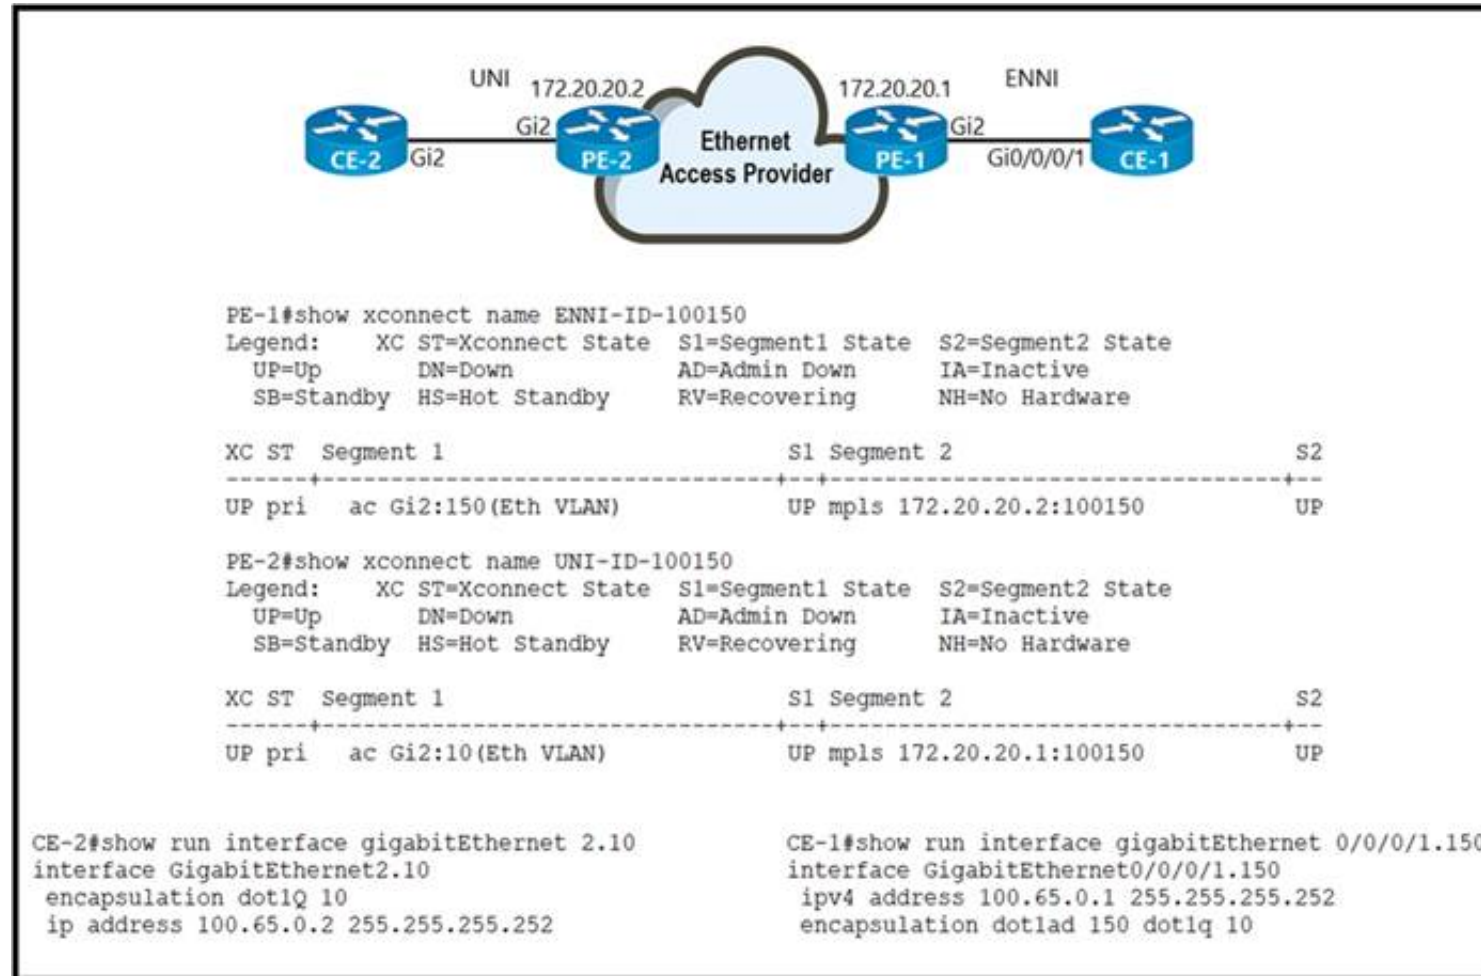 UNI 172.20.20.2 172.20.20.1 ENNI
Gi2 Gi2
CE-2 Gi2 PE-2 Ethernet Access Provider PE-1 Gi0/0/0/1 CE-1
PE-1#show xconnect name ENNI-ID-100150
Legend:    XC ST=Xconnect State  S1=Segment1 State  S2=Segment2 State
  UP=Up       DN=Down            AD=Admin Down      IA=Inactive
  SB=Standby  HS=Hot Standby     RV=Recovering      NH=No Hardware
XC ST  Segment 1                         S1 Segment 2                         S2
------+---------------------------------+--+---------------------------------+--
UP pri   ac Gi2:150(Eth VLAN)            UP mpls 172.20.20.2:100150           UP
PE-2#show xconnect name UNI-ID-100150
Legend:    XC ST=Xconnect State  S1=Segment1 State  S2=Segment2 State
  UP=Up       DN=Down            AD=Admin Down      IA=Inactive
  SB=Standby  HS=Hot Standby     RV=Recovering      NH=No Hardware
XC ST  Segment 1                         S1 Segment 2                         S2
------+---------------------------------+--+---------------------------------+--
UP pri   ac Gi2:10(Eth VLAN)             UP mpls 172.20.20.1:100150           UP
CE-2#show run interface gigabitEthernet 2.10
interface GigabitEthernet2.10
 encapsulation dot1Q 10
 ip address 100.65.0.2 255.255.255.252
CE-1#show run interface gigabitEthernet 0/0/0/1.150
interface GigabitEthernet0/0/0/1.150
 ipv4 address 100.65.0.1 255.255.255.252
 encapsulation dot1ad 150 dot1q 10